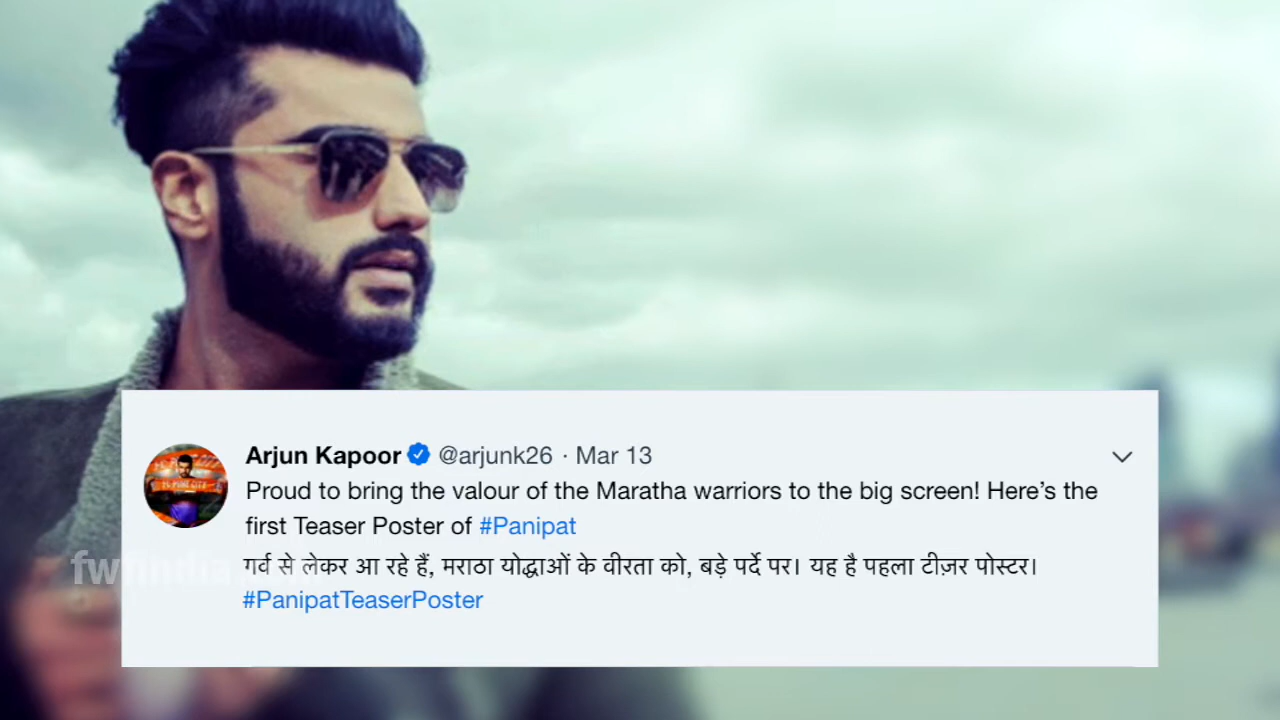 Arjun Kapoor @arjunk26 · Mar 13
Proud to bring the valour of the Maratha warriors to the big screen! Here’s the
first Teaser Poster of #Panipat
गर्व से लेकर आ रहे हैं, मराठा योद्धाओं के वीरता को, बड़े पर्दे पर। यह है पहला टीज़र पोस्टर।
#PanipatTeaserPoster